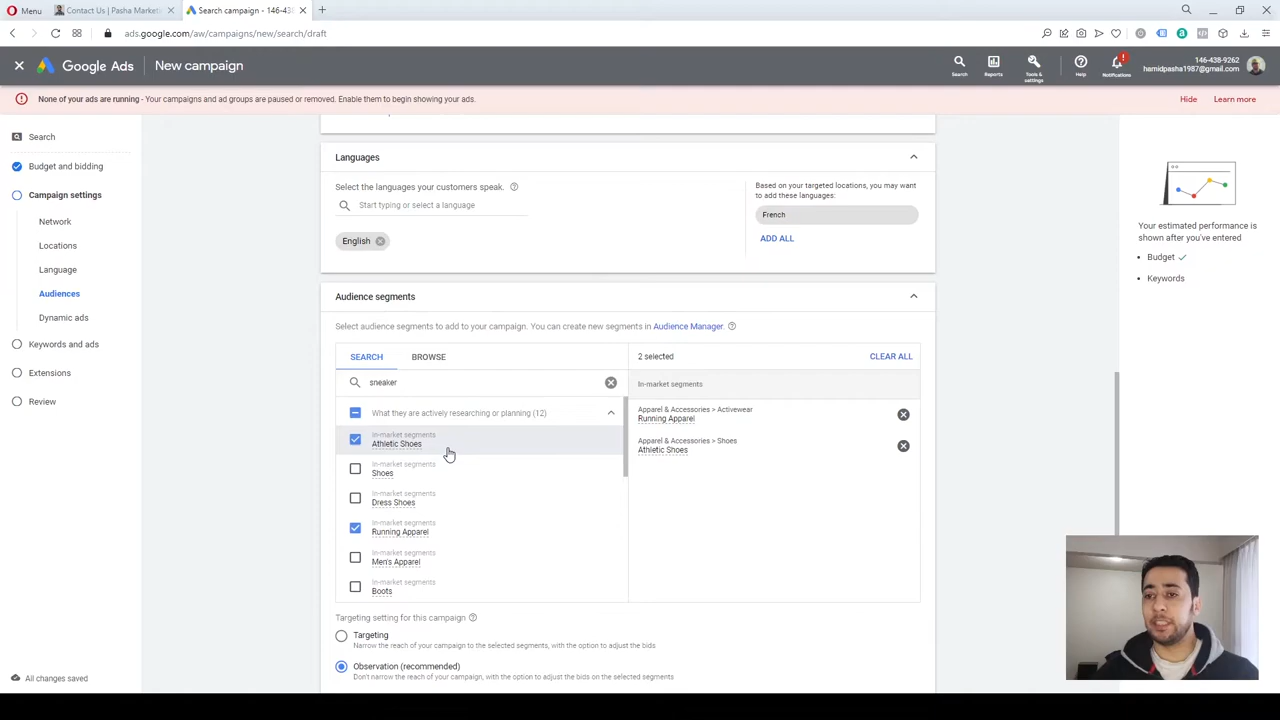 Menu
Contact Us | Pasha Market
Search campaign - 146-438
ads.google.com/aw/campaigns/new/search/draft
Google Ads
New campaign
Search
Reports
Tools &
settings
Help
Notifications
146-438-9262
hamidpasha1987@gmail.com
None of your ads are running - Your campaigns and ad groups are paused or removed. Enable them to begin showing your ads.
Hide
Learn more
Search
Budget and bidding
Campaign settings
Network
Locations
Language
Audiences
Dynamic ads
Keywords and ads
Extensions
Review
All changes saved
Languages
Select the languages your customers speak.
Start typing or select a language
English
Based on your targeted locations, you may want
to add these languages:
French
ADD ALL
Audience segments
Select audience segments to add to your campaign. You can create new segments in Audience Manager.
SEARCH
BROWSE
sneaker
What they are actively researching or planning (12)
In-market segments
Athletic Shoes
In-market segments
Shoes
In-market segments
Dress Shoes
In-market segments
Running Apparel
In-market segments
Men's Apparel
In-market segments
Boots
2 selected
CLEAR ALL
In-market segments
Apparel & Accessories > Activewear
Running Apparel
Apparel & Accessories > Shoes
Athletic Shoes
Targeting setting for this campaign
Targeting
Narrow the reach of your campaign to the selected segments, with the option to adjust the bids
Observation (recommended)
Don't narrow the reach of your campaign, with the option to adjust the bids on the selected segments
Your estimated performance is
shown after you've entered
Budget
Keywords